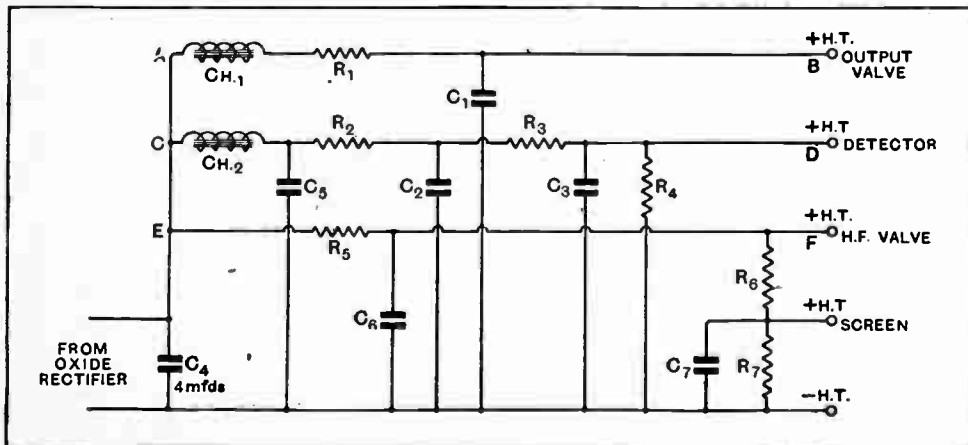 A
CH.1
R1
C1
+H.T.
B
OUTPUT
VALVE
C
CH.2
C5
R2
C2
R3
C3
R4
+H.T
D
DETECTOR
E
R5
C6
+H.T.
F
H.F. VALVE
R6
+H.T
SCREEN
C7
R7
-H.T.
FROM
OXIDE
RECTIFIER
C4
4mfds